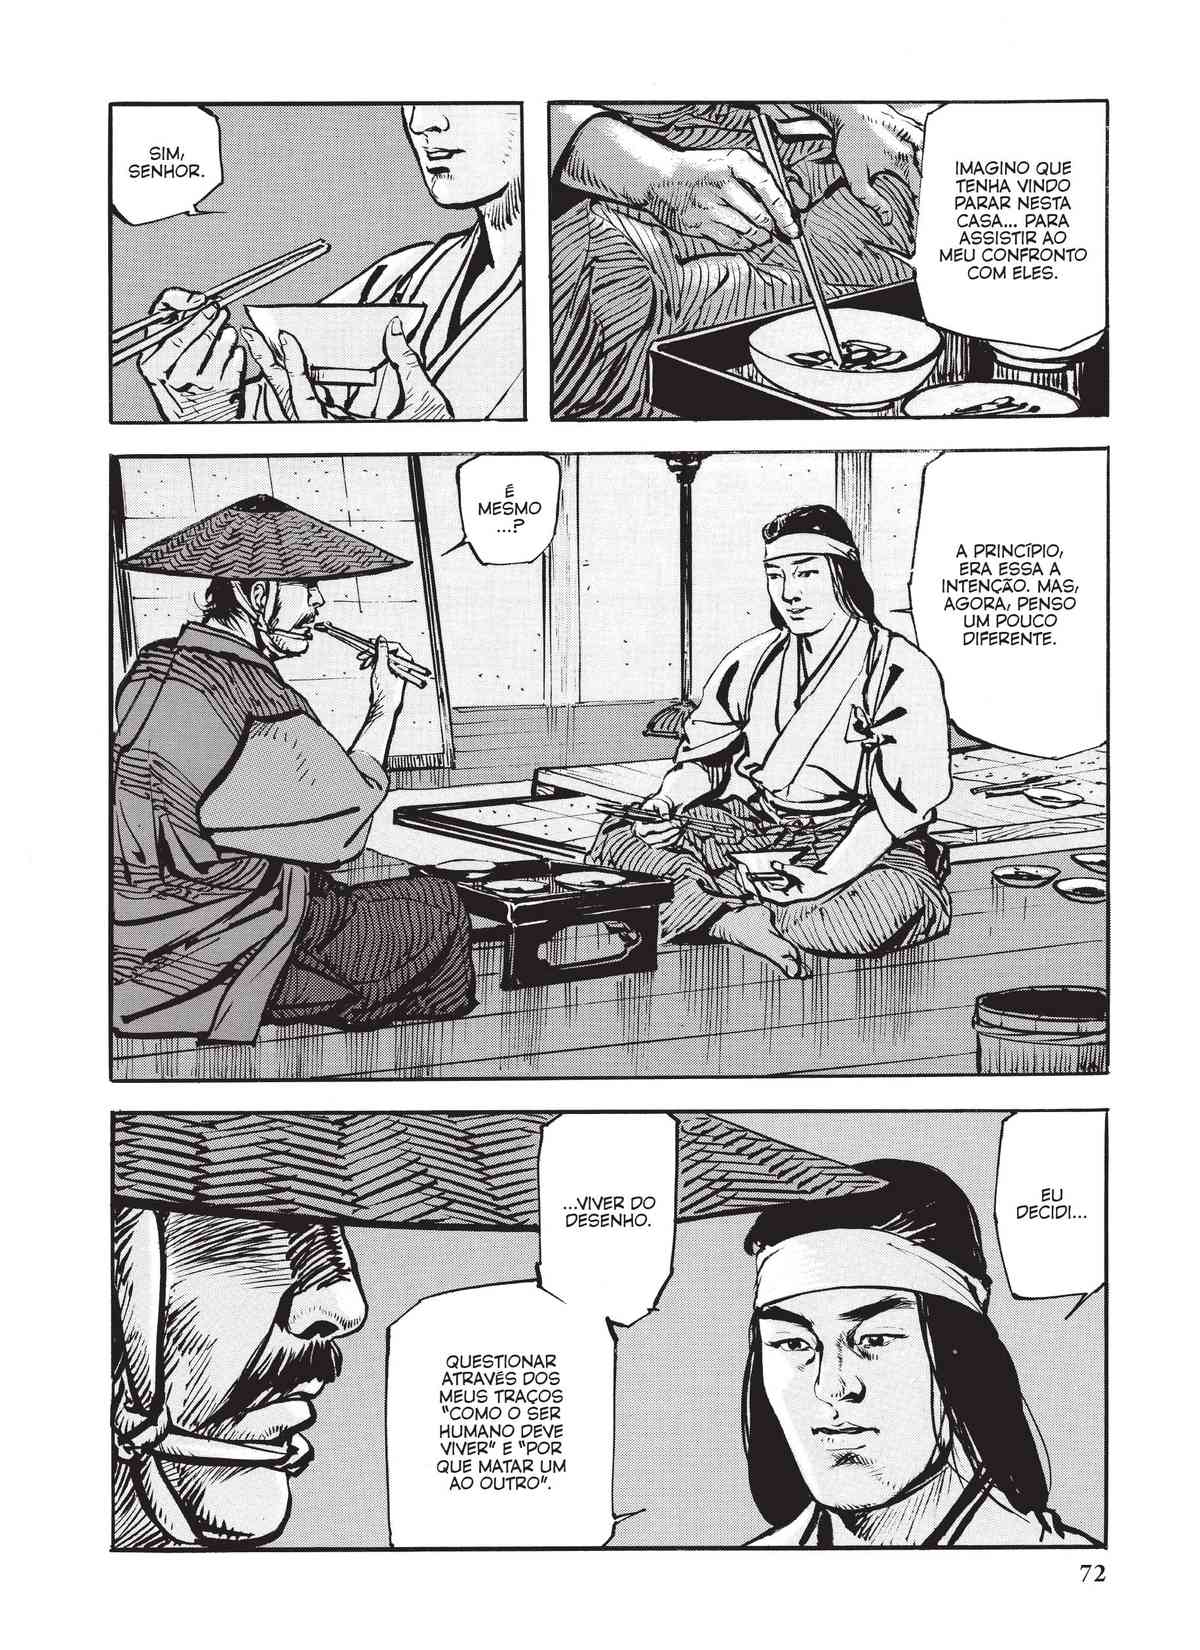 IMAGINO QUE
TENHA VINDO
PARAR NESTA
CASA... PARA
ASSISTIR AO
MEU CONFRONTO
COM ELES.
SIM,
SENHOR.
A PRINCÍPIO,
ERA ESSA A
INTENÇÃO. MAS,
AGORA, PENSO
UM POUCO
DIFERENTE.
É
MESMO
...?
EU
DECIDI...
...VIVER DO
DESENHO.
QUESTIONAR
ATRAVÉS DOS
MEUS TRAÇOS
"COMO O SER
HUMANO DEVE
VIVER" E "POR
QUE MATAR UM
AO OUTRO".
72